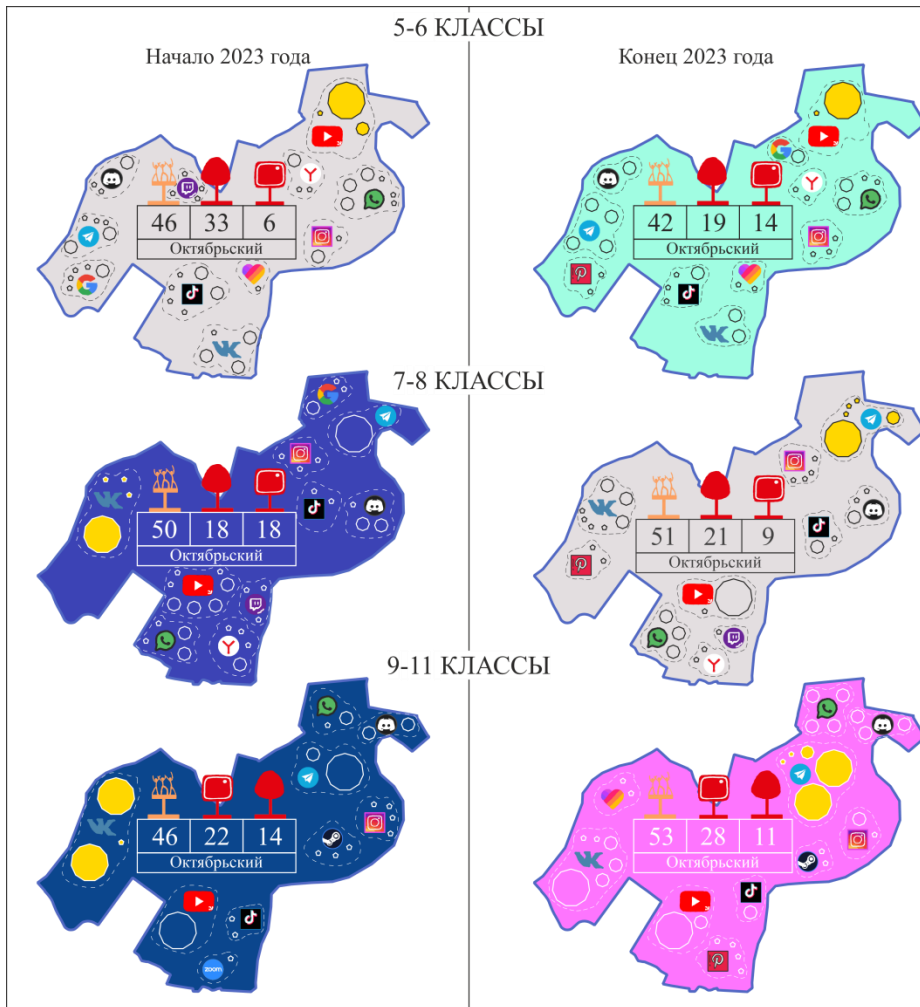 5-6 КЛАССЫ
Начало 2023 года
Конец 2023 года
46 33 6
Октябрьский
42 19 14
Октябрьский
7-8 КЛАССЫ
50 18 18
Октябрьский
51 21 9
Октябрьский
9-11 КЛАССЫ
46 22 14
Октябрьский
zoom
53 28 11
Октябрьский